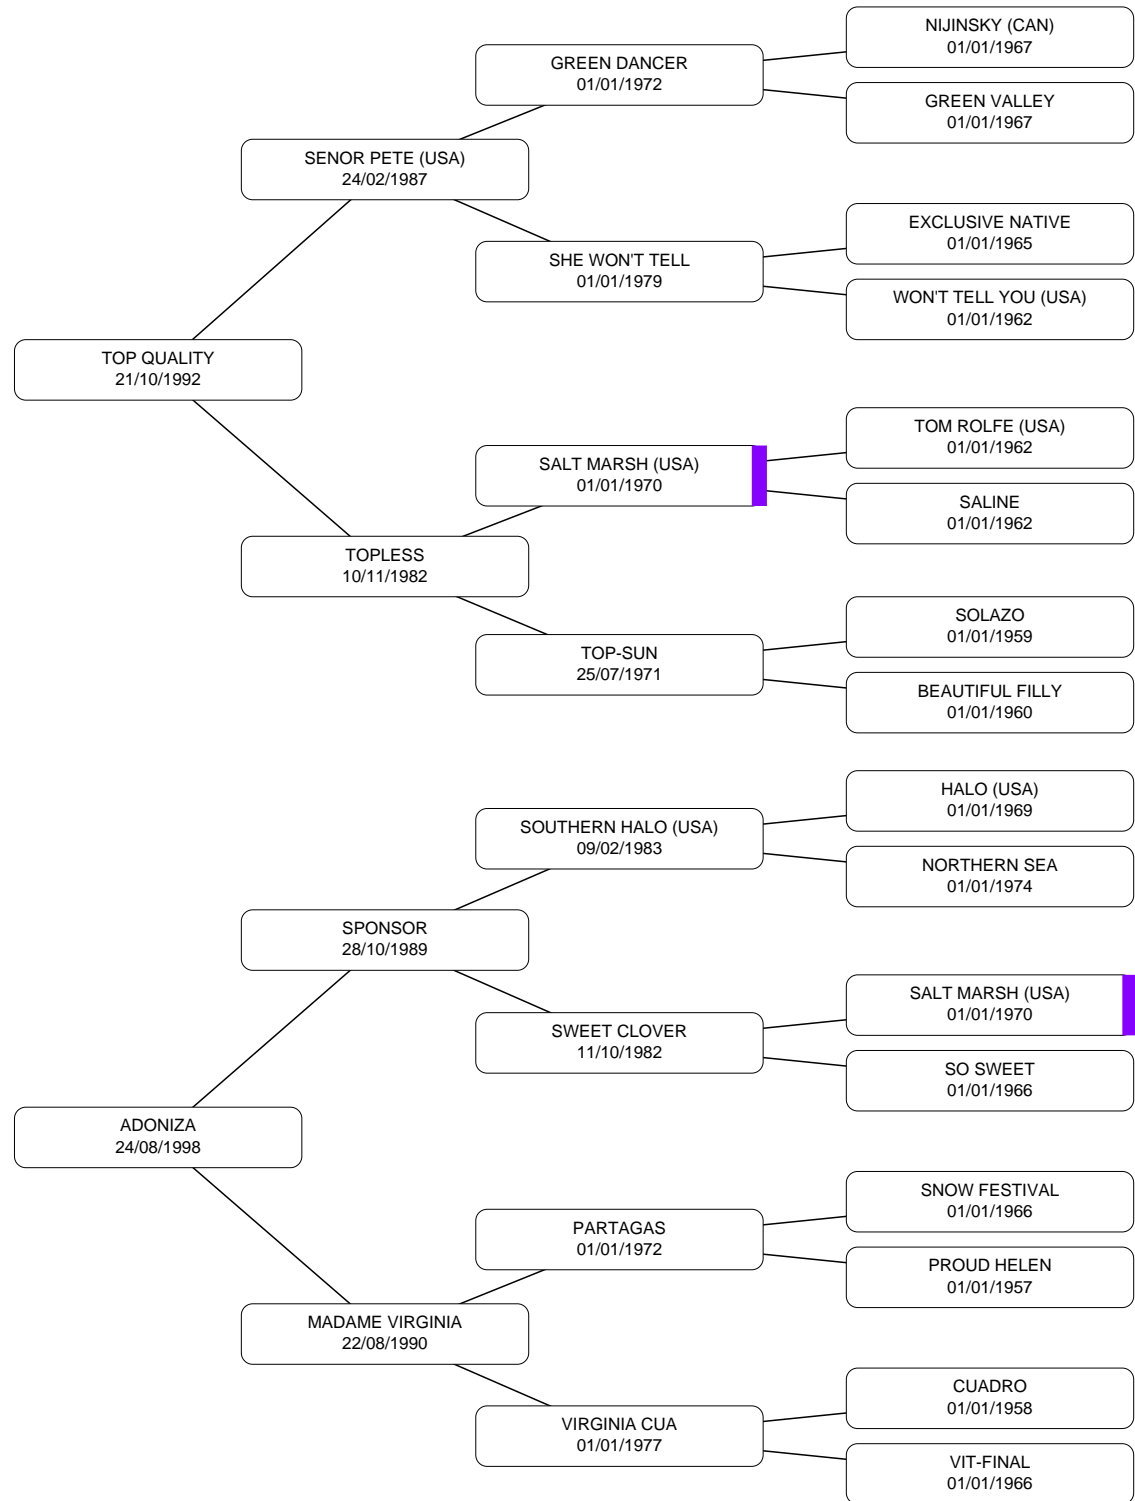 NIJINSKY (CAN)
01/01/1967
GREEN DANCER
01/01/1972
GREEN VALLEY
01/01/1967
SENOR PETE (USA)
24/02/1987
EXCLUSIVE NATIVE
01/01/1965
SHE WON'T TELL
01/01/1979
WON'T TELL YOU (USA)
01/01/1962
TOP QUALITY
21/10/1992
TOM ROLFE (USA)
01/01/1962
SALT MARSH (USA)
01/01/1970
SALINE
01/01/1962
TOPLESS
10/11/1982
SOLAZO
01/01/1959
TOP-SUN
25/07/1971
BEAUTIFUL FILLY
01/01/1960
HALO (USA)
01/01/1969
SOUTHERN HALO (USA)
09/02/1983
NORTHERN SEA
01/01/1974
SPONSOR
28/10/1989
SALT MARSH (USA)
01/01/1970
SWEET CLOVER
11/10/1982
SO SWEET
01/01/1966
ADONIZA
24/08/1998
SNOW FESTIVAL
01/01/1966
PARTAGAS
01/01/1972
PROUD HELEN
01/01/1957
MADAME VIRGINIA
22/08/1990
CUADRO
01/01/1958
VIRGINIA CUA
01/01/1977
VIT-FINAL
01/01/1966